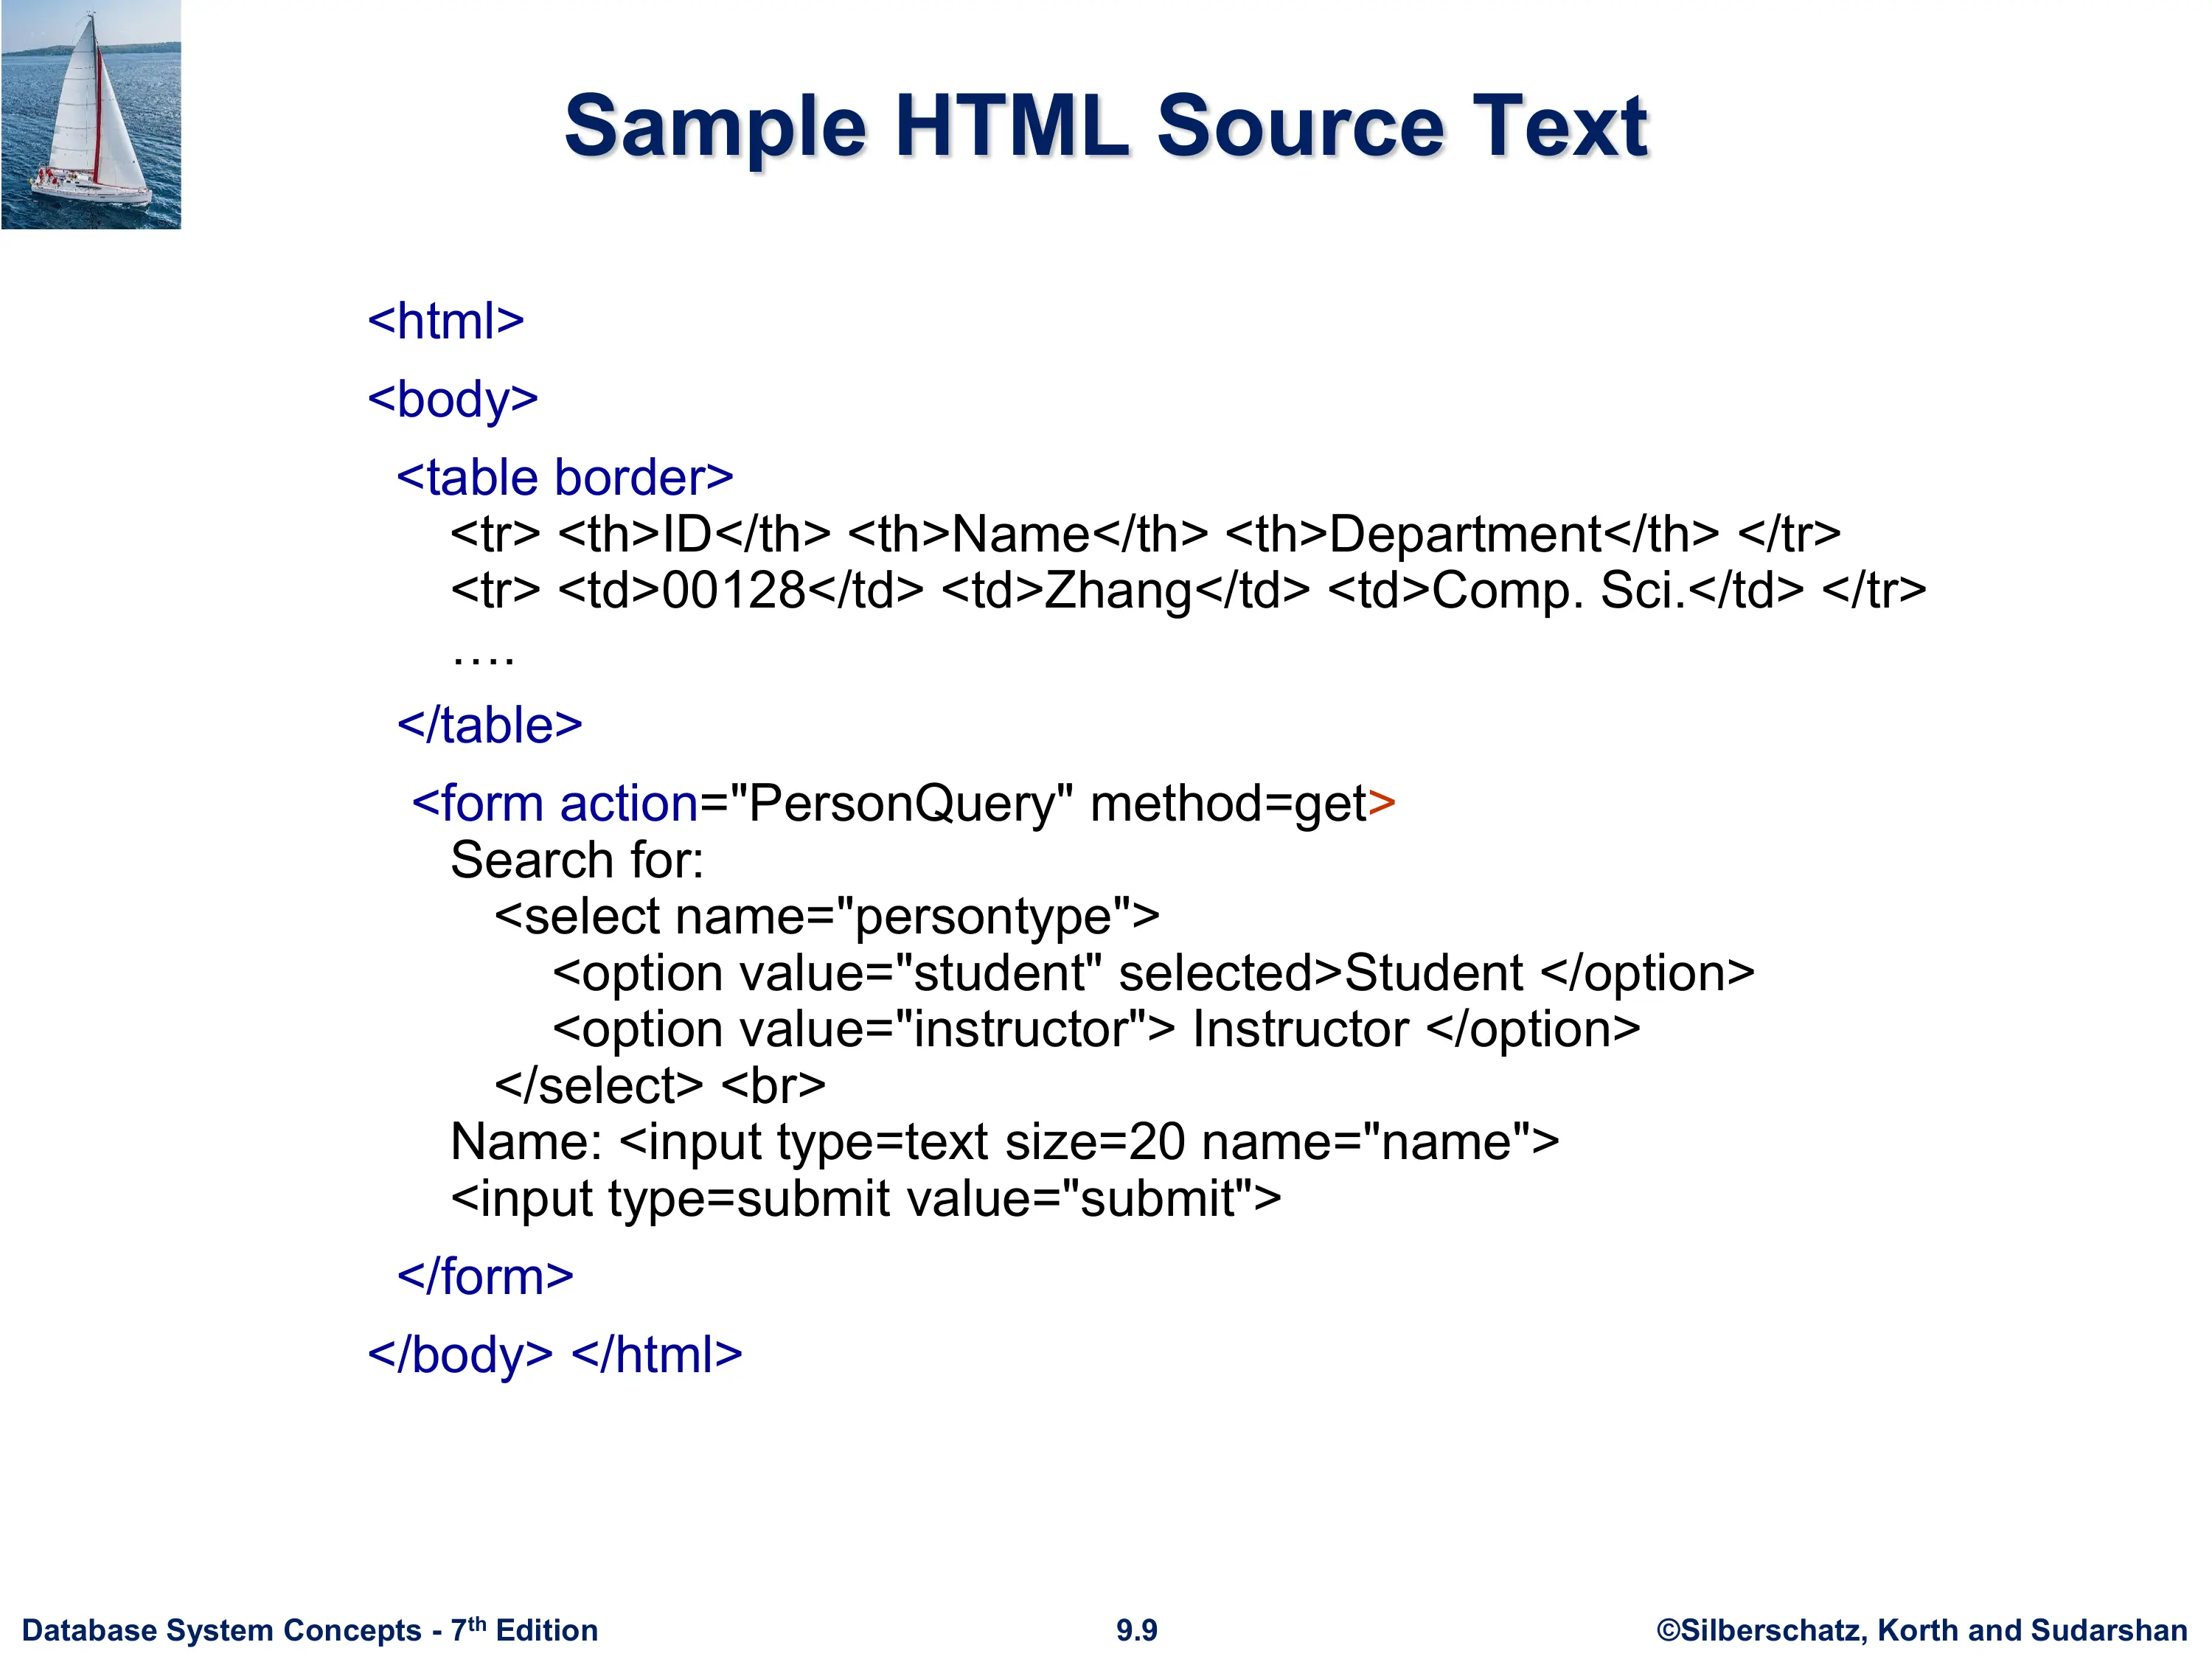 Sample HTML Source Text
<html>
<body>
<table border>
<tr> <th>ID</th> <th>Name</th> <th>Department</th> </tr>
<tr> <td>00128</td> <td>Zhang</td> <td>Comp. Sci.</td> </tr>
….
</table>
<form action="PersonQuery" method=get>
Search for:
<select name="persontype">
<option value="student" selected>Student </option>
<option value="instructor"> Instructor </option>
</select> <br>
Name: <input type=text size=20 name="name">
<input type=submit value="submit">
</form>
</body> </html>
Database System Concepts - 7th Edition
9.9
©Silberschatz, Korth and Sudarshan